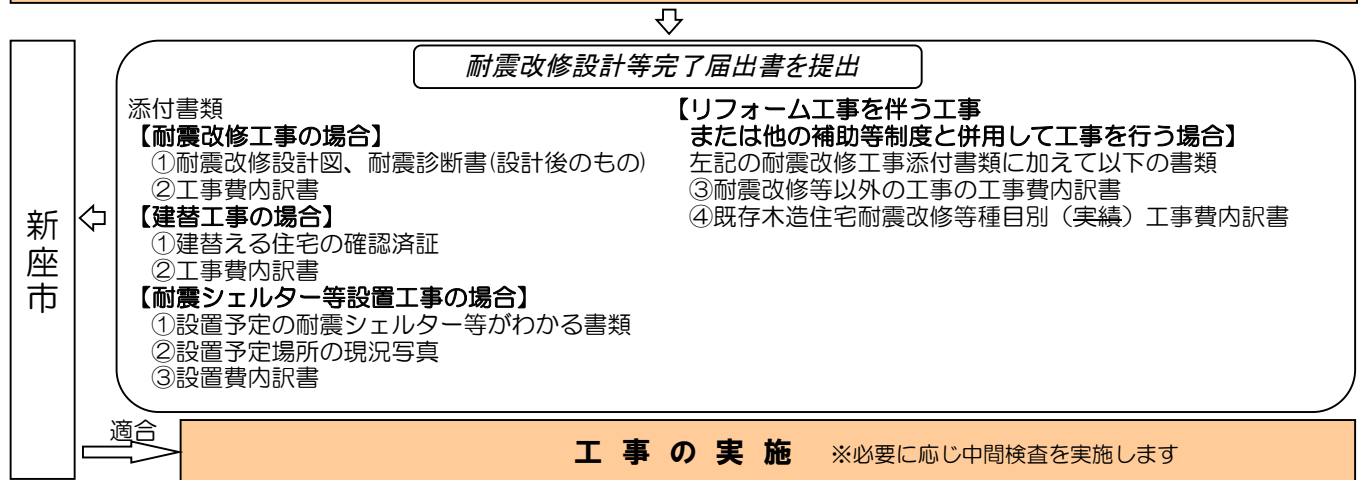 耐震改修設計等完了届出書を提出
添付書類
【耐震改修工事の場合】
①耐震改修設計図、耐震診断書(設計後のもの)
②工事費内訳書
【建替工事の場合】
①建替える住宅の確認済証
②工事費内訳書
【耐震シェルター等設置工事の場合】
①設置予定の耐震シェルター等がわかる書類
②設置予定場所の現況写真
③設置費内訳書
【リフォーム工事を伴う工事
または他の補助等制度と併用して工事を行う場合】
左記の耐震改修工事添付書類に加えて以下の書類
③耐震改修等以外の工事の工事費内訳書
④既存木造住宅耐震改修等種目別（実績）工事費内訳書
新座市
適合
工事の実施 ※必要に応じ中間検査を実施します